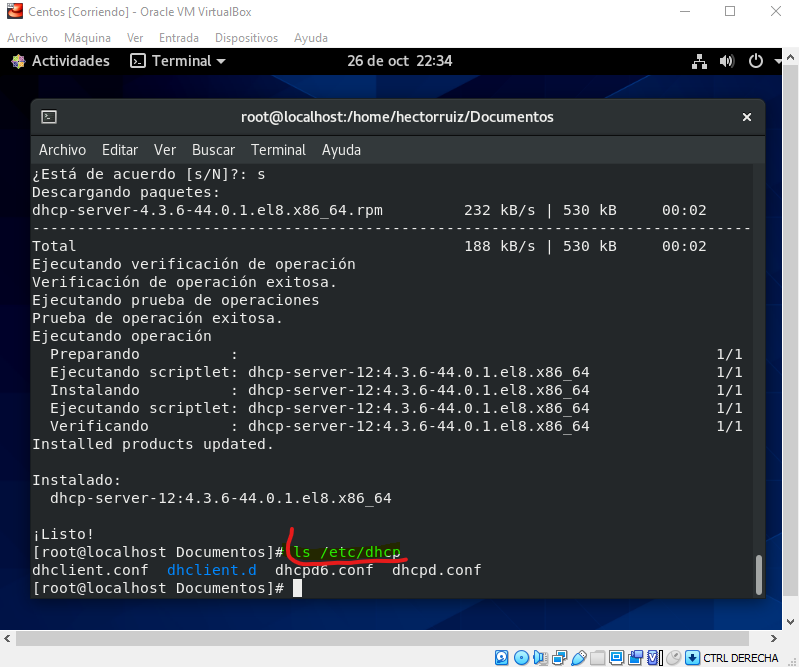 Centos [Corriendo] - Oracle VM VirtualBox
Archivo Máquina Ver Entrada Dispositivos Ayuda
Actividades Terminal 26 de oct 22:34
root@localhost:/home/hectorruiz/Documentos
Archivo Editar Ver Buscar Terminal Ayuda
¿Está de acuerdo [s/N]?: s
Descargando paquetes:
dhcp-server-4.3.6-44.0.1.el8.x86_64.rpm 232 kB/s | 530 kB 00:02
--------------------------------------------------------------------------------
Total 188 kB/s | 530 kB 00:02
Ejecutando verificación de operación
Verificación de operación exitosa.
Ejecutando prueba de operaciones
Prueba de operación exitosa.
Ejecutando operación
Preparando : 1/1
Ejecutando scriptlet: dhcp-server-12:4.3.6-44.0.1.el8.x86_64 1/1
Instalando : dhcp-server-12:4.3.6-44.0.1.el8.x86_64 1/1
Ejecutando scriptlet: dhcp-server-12:4.3.6-44.0.1.el8.x86_64 1/1
Verificando : dhcp-server-12:4.3.6-44.0.1.el8.x86_64 1/1
Installed products updated.
Instalado:
dhcp-server-12:4.3.6-44.0.1.el8.x86_64
¡Listo!
[root@localhost Documentos]# ls /etc/dhcp
dhclient.conf dhclient.d dhcpd6.conf dhcpd.conf
[root@localhost Documentos]#
CTRL DERECHA